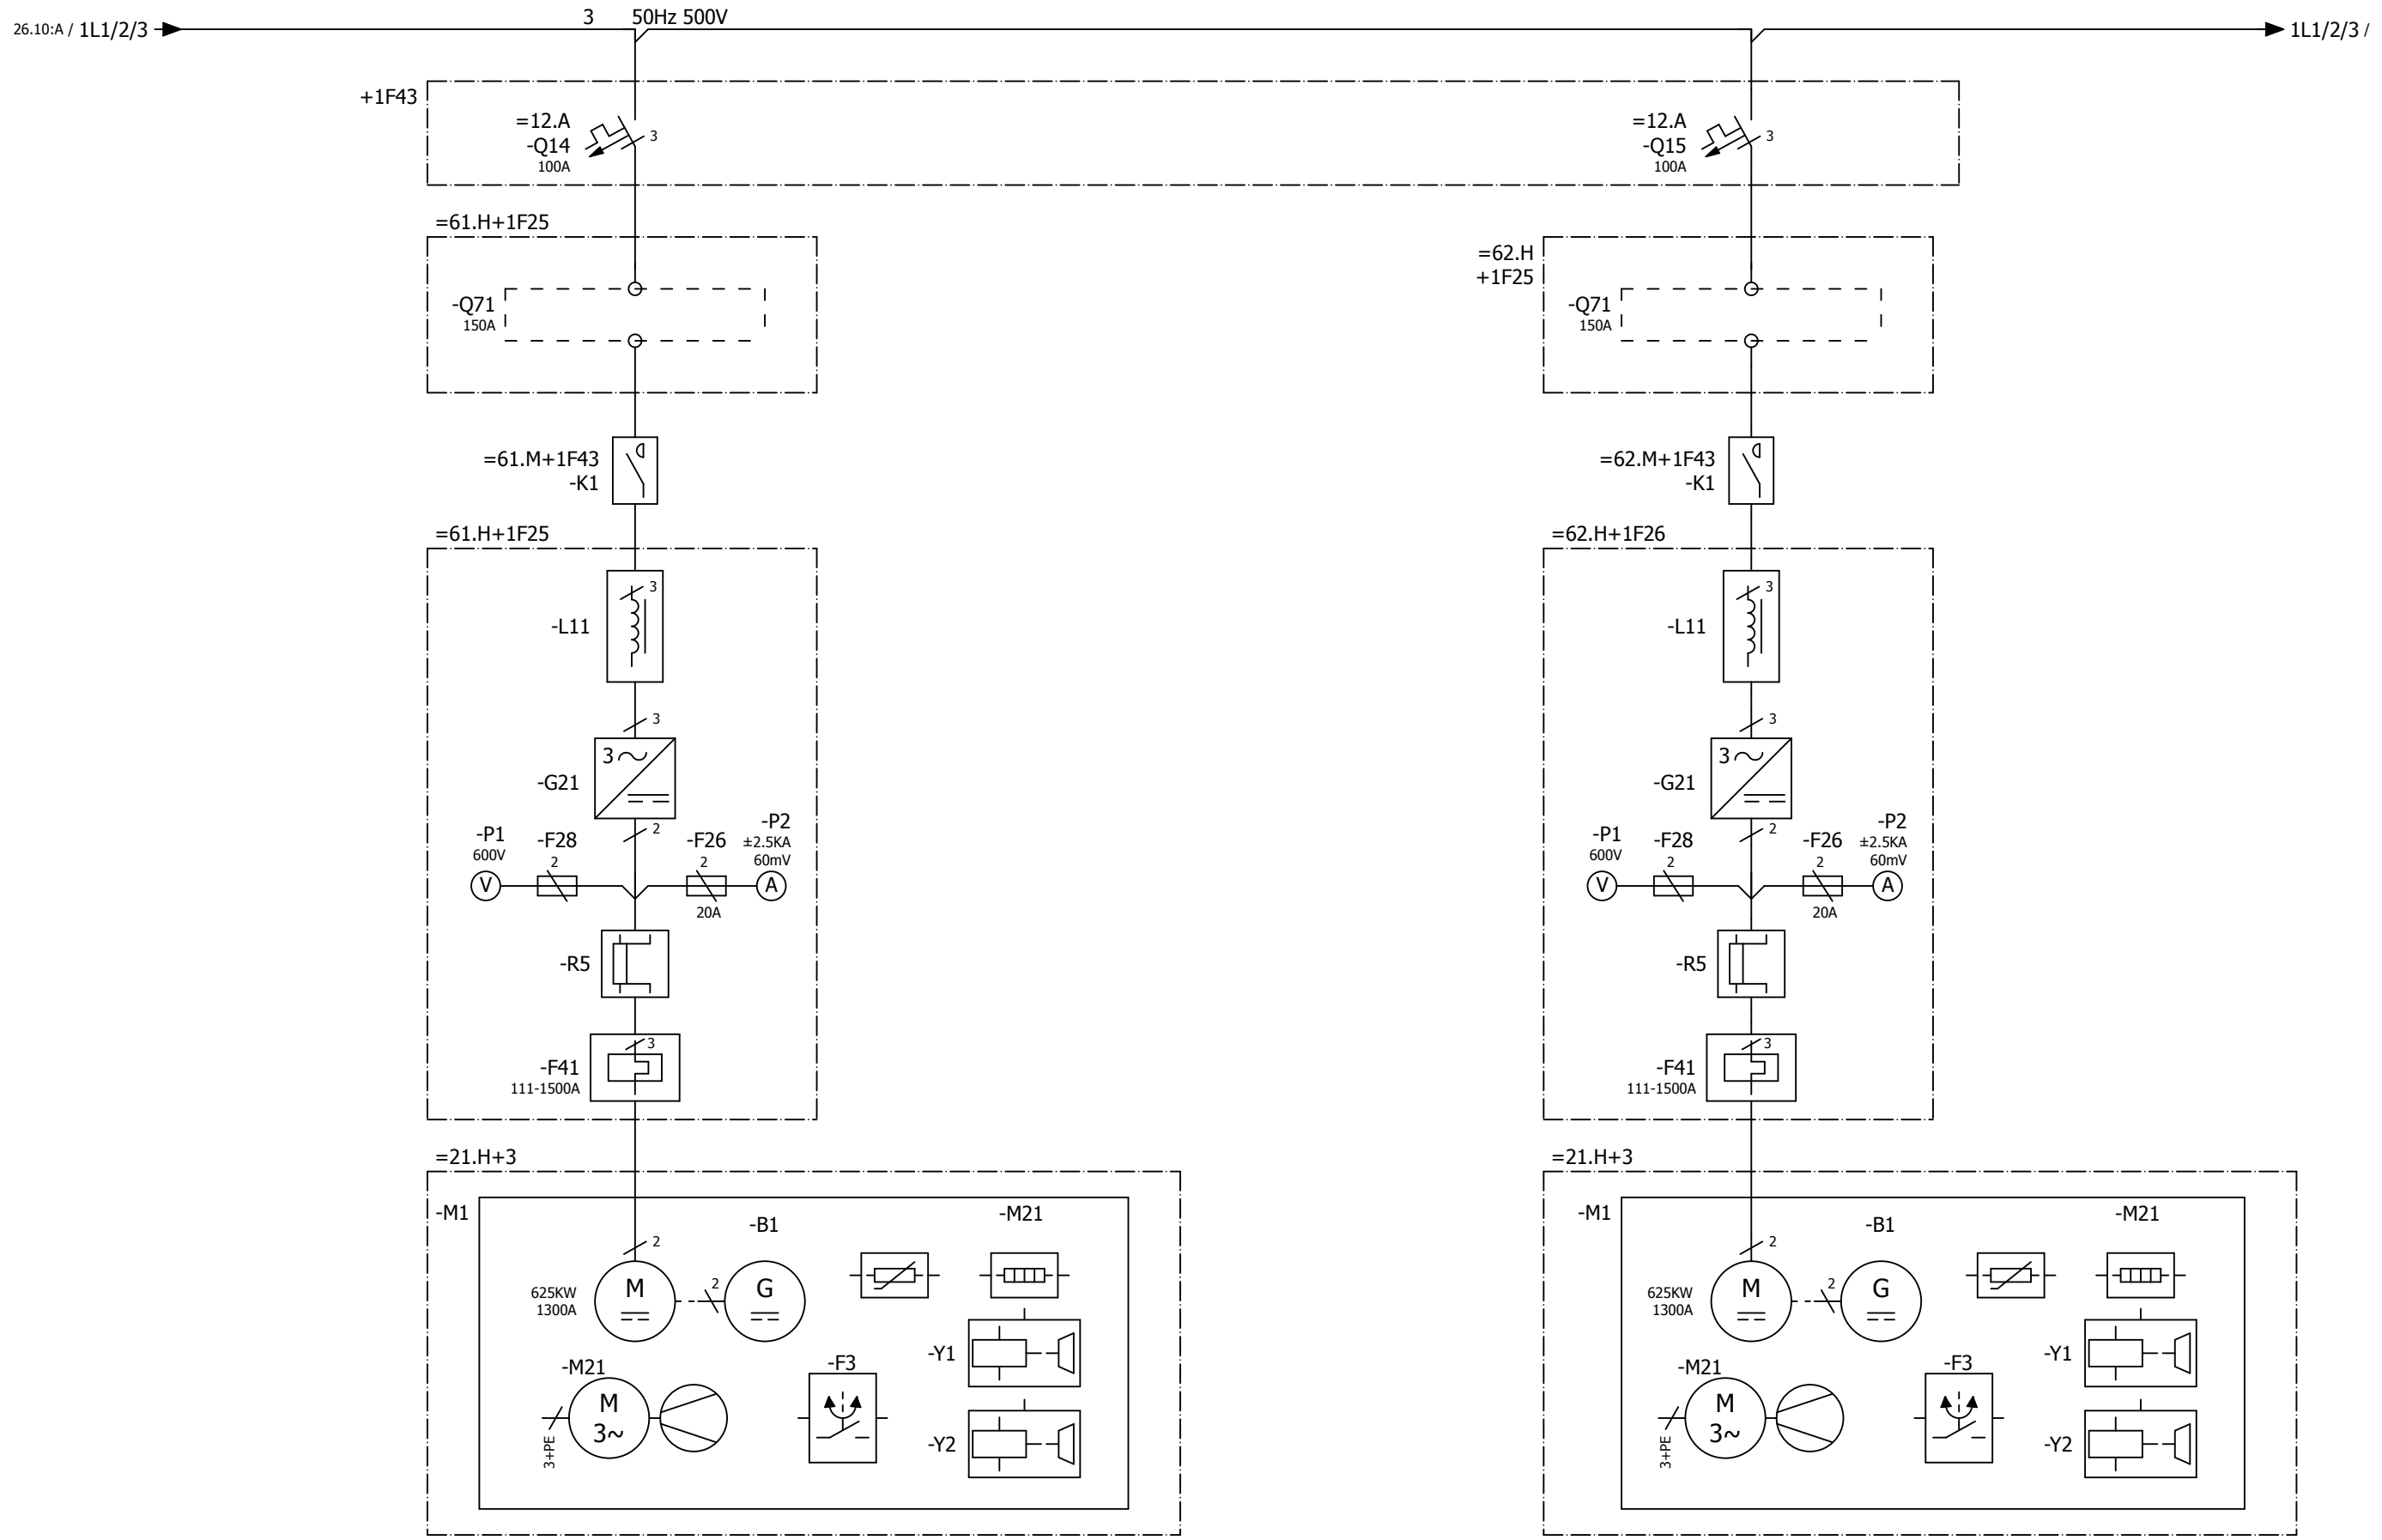 3 50Hz 500V
26.10:A / 1L1/2/3
1L1/2/3 /
+1F43
=12.A
-Q14
100A
3
=12.A
-Q15
100A
3
=61.H+1F25
-Q71
150A
=62.H
+1F25
-Q71
150A
=61.M+1F43
-K1
=62.M+1F43
-K1
=61.H+1F25
3
-L11
3
3
-G21
2
-P1
600V
-F28
2
V
-F26
2
20A
-P2
±2.5KA
60mV
A
-R5
3
-F41
111-1500A
=62.H+1F26
3
-L11
3
3
-G21
2
-P1
600V
-F28
2
V
-F26
2
20A
-P2
±2.5KA
60mV
A
-R5
3
-F41
111-1500A
=21.H+3
-M1
-B1
-M21
2
625KW
1300A
M
2
G
-Y1
-M21
M
3~
3+PE
-F3
-Y2
=21.H+3
-M1
-B1
-M21
2
625KW
1300A
M
2
G
-Y1
-M21
M
3~
3+PE
-F3
-Y2